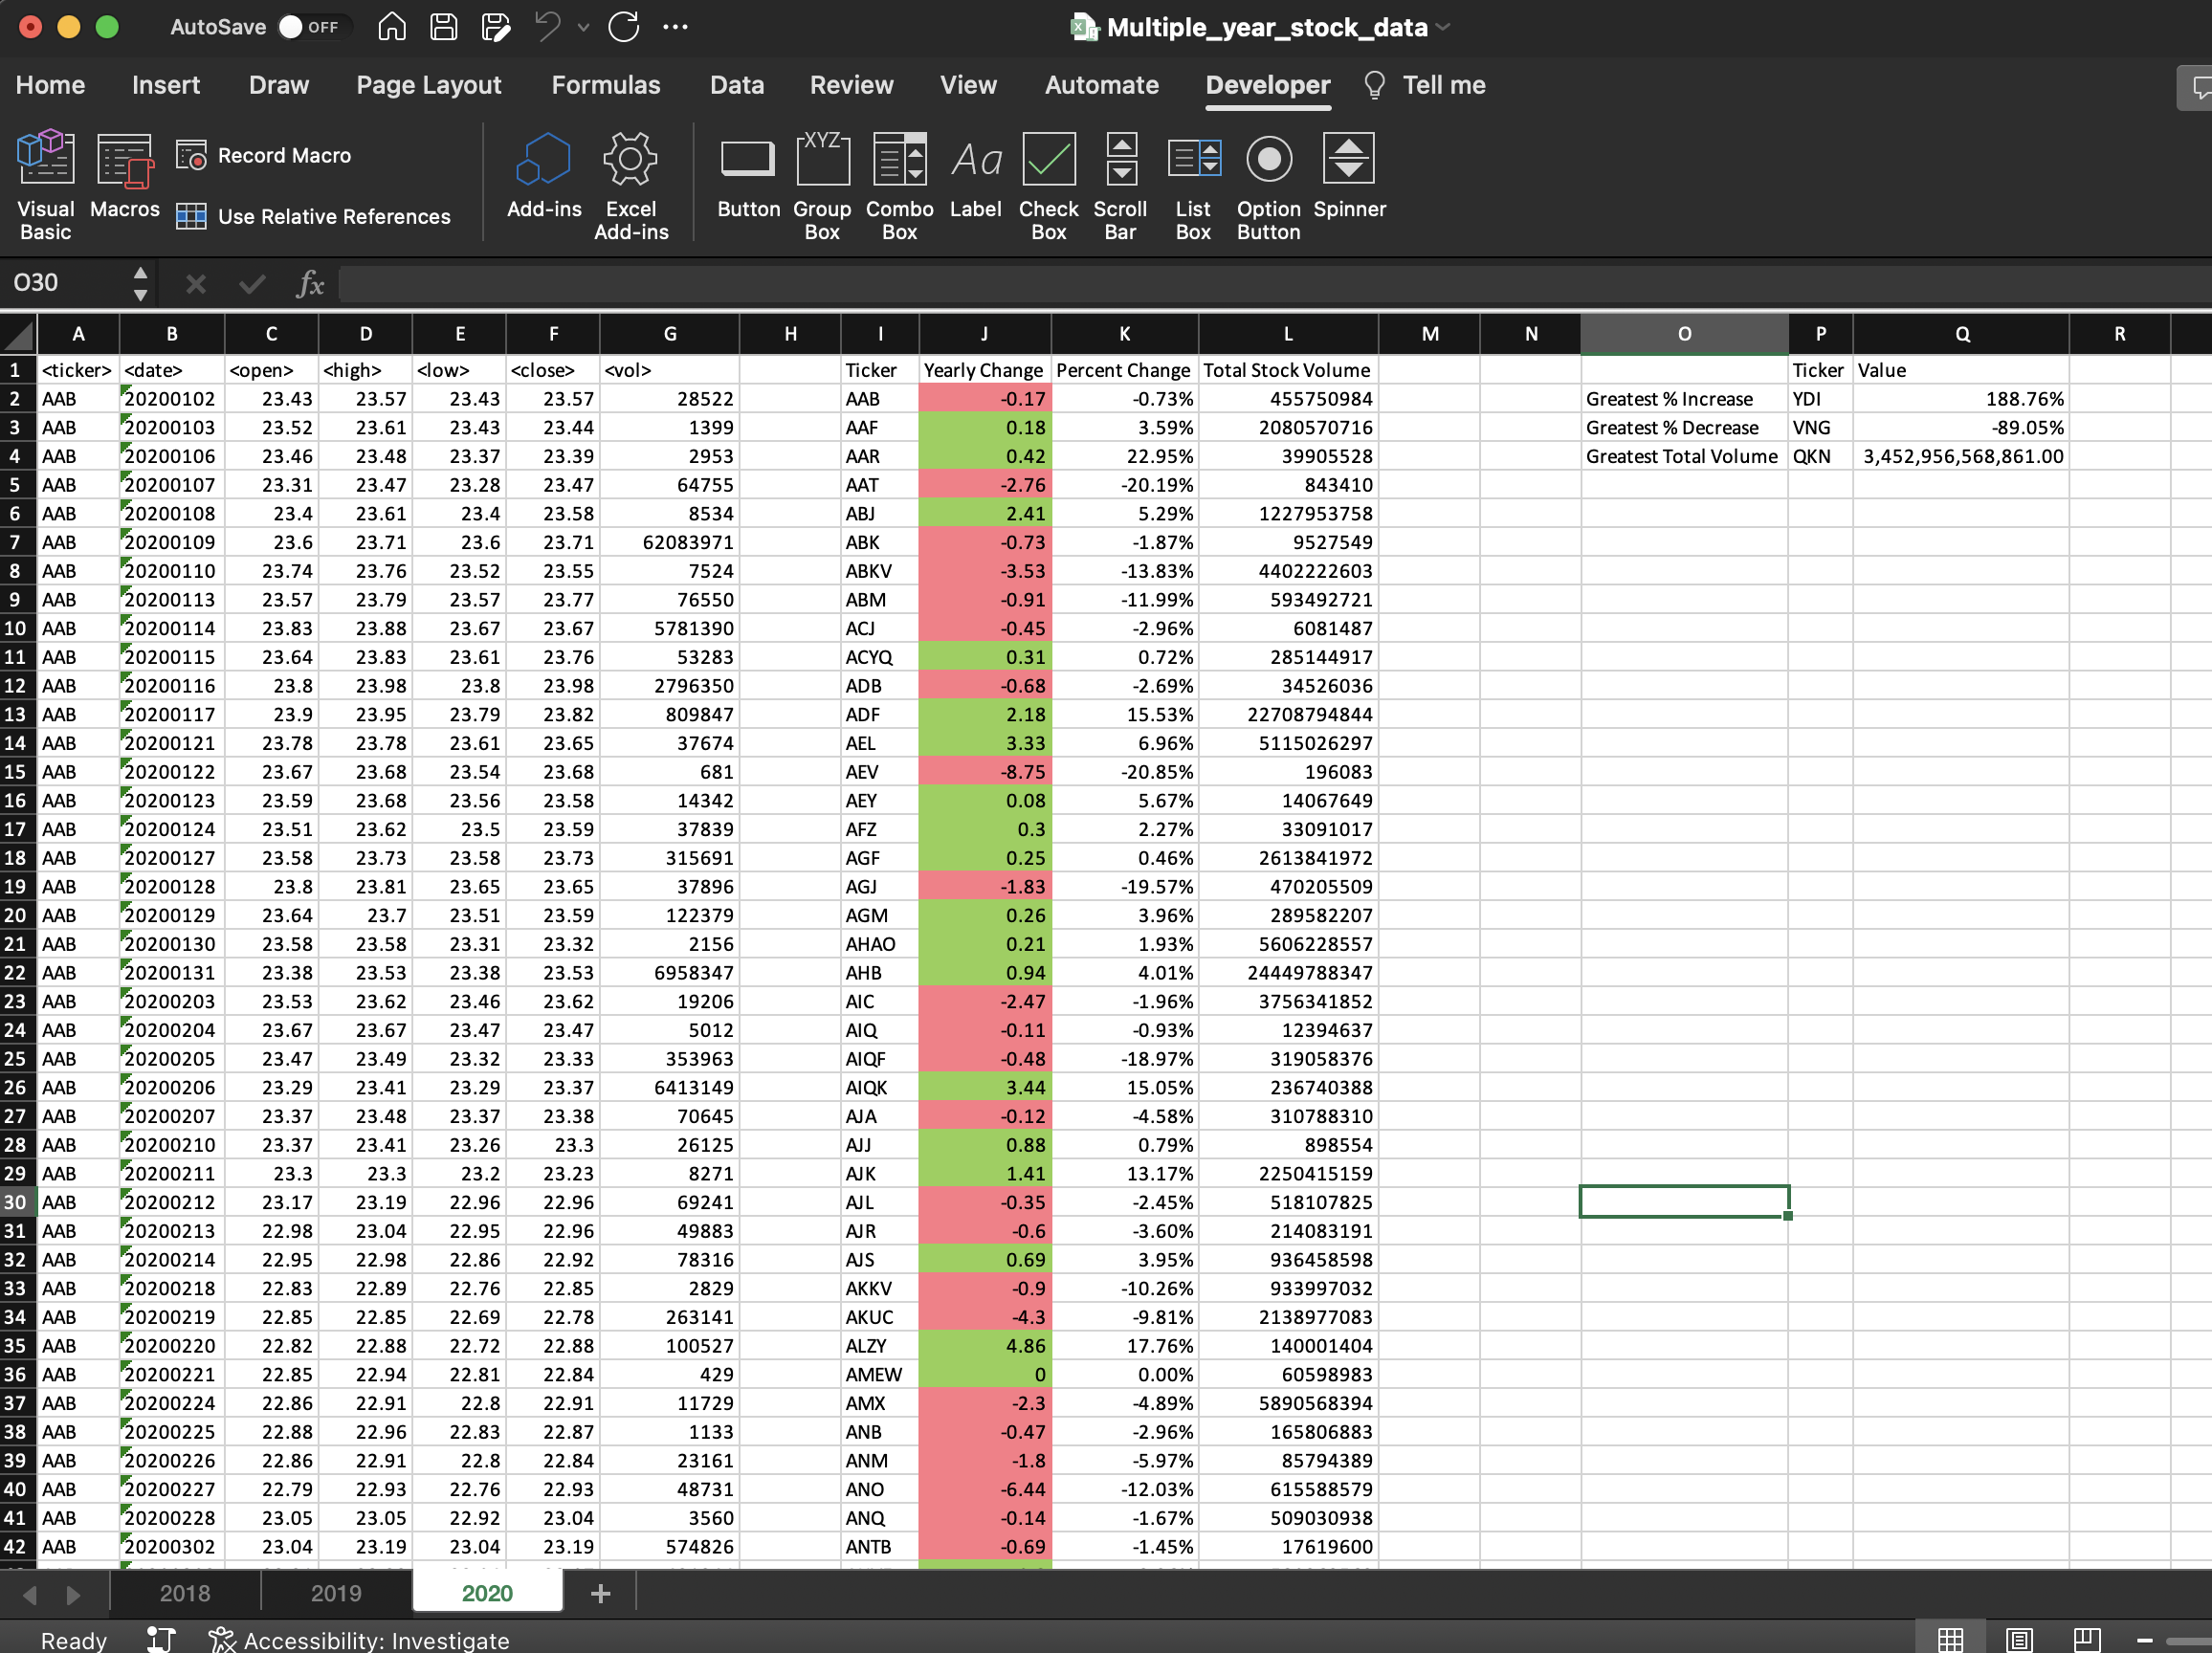 AutoSave OFF Multiple_year_stock_data
Home Insert Draw Page Layout Formulas Data Review View Automate Developer Tell me
Visual Basic Macros Record Macro Use Relative References Add-ins Excel Add-ins Button Group Box XYZ Combo Box Aa Label Check Box Scroll Bar List Box Option Button Spinner
O30 fx
A B C D E F G H I J K L M N O P Q R
1 <ticker> <date> <open> <high> <low> <close> <vol> Ticker Yearly Change Percent Change Total Stock Volume Ticker Value
2 AAB 20200102 23.43 23.57 23.43 23.57 28522 AAB -0.17 -0.73% 455750984 Greatest % Increase YDI 188.76%
3 AAB 20200103 23.52 23.61 23.43 23.44 1399 AAF 0.18 3.59% 2080570716 Greatest % Decrease VNG -89.05%
4 AAB 20200106 23.46 23.48 23.37 23.39 2953 AAR 0.42 22.95% 39905528 Greatest Total Volume QKN 3,452,956,568,861.00
5 AAB 20200107 23.31 23.47 23.28 23.47 64755 AAT -2.76 -20.19% 843410
6 AAB 20200108 23.4 23.61 23.4 23.58 8534 ABJ 2.41 5.29% 1227953758
7 AAB 20200109 23.6 23.71 23.6 23.71 62083971 ABK -0.73 -1.87% 9527549
8 AAB 20200110 23.74 23.76 23.52 23.55 7524 ABKV -3.53 -13.83% 4402222603
9 AAB 20200113 23.57 23.79 23.57 23.77 76550 ABM -0.91 -11.99% 593492721
10 AAB 20200114 23.83 23.88 23.67 23.67 5781390 ACJ -0.45 -2.96% 6081487
11 AAB 20200115 23.64 23.83 23.61 23.76 53283 ACYQ 0.31 0.72% 285144917
12 AAB 20200116 23.8 23.98 23.8 23.98 2796350 ADB -0.68 -2.69% 34526036
13 AAB 20200117 23.9 23.95 23.79 23.82 809847 ADF 2.18 15.53% 22708794844
14 AAB 20200121 23.78 23.78 23.61 23.65 37674 AEL 3.33 6.96% 5115026297
15 AAB 20200122 23.67 23.68 23.54 23.68 681 AEV -8.75 -20.85% 196083
16 AAB 20200123 23.59 23.68 23.56 23.58 14342 AEY 0.08 5.67% 14067649
17 AAB 20200124 23.51 23.62 23.5 23.59 37839 AFZ 0.3 2.27% 33091017
18 AAB 20200127 23.58 23.73 23.58 23.73 315691 AGF 0.25 0.46% 2613841972
19 AAB 20200128 23.8 23.81 23.65 23.65 37896 AGJ -1.83 -19.57% 470205509
20 AAB 20200129 23.64 23.7 23.51 23.59 122379 AGM 0.26 3.96% 289582207
21 AAB 20200130 23.58 23.58 23.31 23.32 2156 AHAO 0.21 1.93% 5606228557
22 AAB 20200131 23.38 23.53 23.38 23.53 6958347 AHB 0.94 4.01% 24449788347
23 AAB 20200203 23.53 23.62 23.46 23.62 19206 AIC -2.47 -1.96% 3756341852
24 AAB 20200204 23.67 23.67 23.47 23.47 5012 AIQ -0.11 -0.93% 12394637
25 AAB 20200205 23.47 23.49 23.32 23.33 353963 AIQF -0.48 -18.97% 319058376
26 AAB 20200206 23.29 23.41 23.29 23.37 6413149 AIQK 3.44 15.05% 236740388
27 AAB 20200207 23.37 23.48 23.37 23.38 70645 AJA -0.12 -4.58% 310788310
28 AAB 20200210 23.37 23.41 23.26 23.3 26125 AJJ 0.88 0.79% 898554
29 AAB 20200211 23.3 23.3 23.2 23.23 8271 AJK 1.41 13.17% 2250415159
30 AAB 20200212 23.17 23.19 22.96 22.96 69241 AJL -0.35 -2.45% 518107825
31 AAB 20200213 22.98 23.04 22.95 22.96 49883 AJR -0.6 -3.60% 214083191
32 AAB 20200214 22.95 22.98 22.86 22.92 78316 AJS 0.69 3.95% 936458598
33 AAB 20200218 22.83 22.89 22.76 22.85 2829 AKKV -0.9 -10.26% 933997032
34 AAB 20200219 22.85 22.85 22.69 22.78 263141 AKUC -4.3 -9.81% 2138977083
35 AAB 20200220 22.82 22.88 22.72 22.88 100527 ALZY 4.86 17.76% 140001404
36 AAB 20200221 22.85 22.94 22.81 22.84 429 AMEW 0 0.00% 60598983
37 AAB 20200224 22.86 22.91 22.8 22.91 11729 AMX -2.3 -4.89% 5890568394
38 AAB 20200225 22.88 22.96 22.83 22.87 1133 ANB -0.47 -2.96% 165806883
39 AAB 20200226 22.86 22.91 22.8 22.84 23161 ANM -1.8 -5.97% 85794389
40 AAB 20200227 22.79 22.93 22.76 22.93 48731 ANO -6.44 -12.03% 615588579
41 AAB 20200228 23.05 23.05 22.92 23.04 3560 ANQ -0.14 -1.67% 509030938
42 AAB 20200302 23.04 23.19 23.04 23.19 574826 ANTB -0.69 -1.45% 17619600
2018 2019 2020 +
Ready Accessibility: Investigate